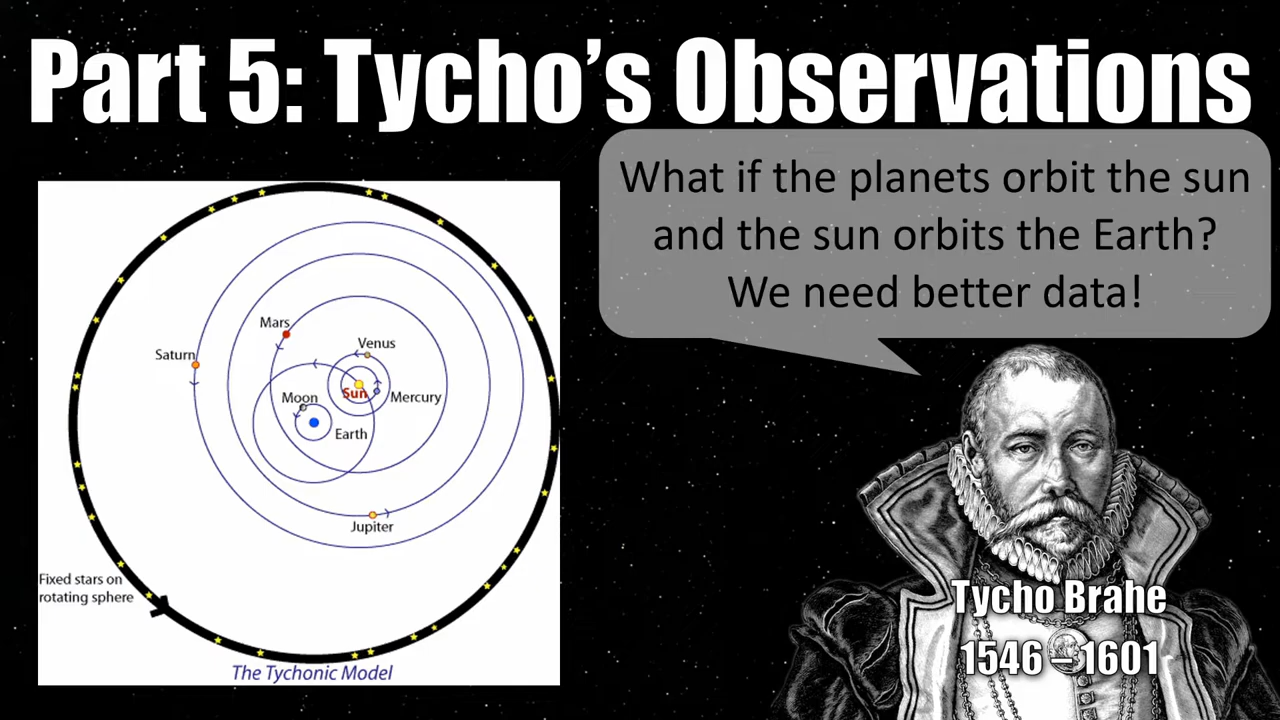 Part 5: Tycho's Observations
What if the planets orbit the sun
and the sun orbits the Earth?
We need better data!
Mars
Venus
Saturn
Sun
Moon
Mercury
Earth
Jupiter
Fixed stars on
rotating sphere
The Tychonic Model
Tycho Brahe
1546 – 1601